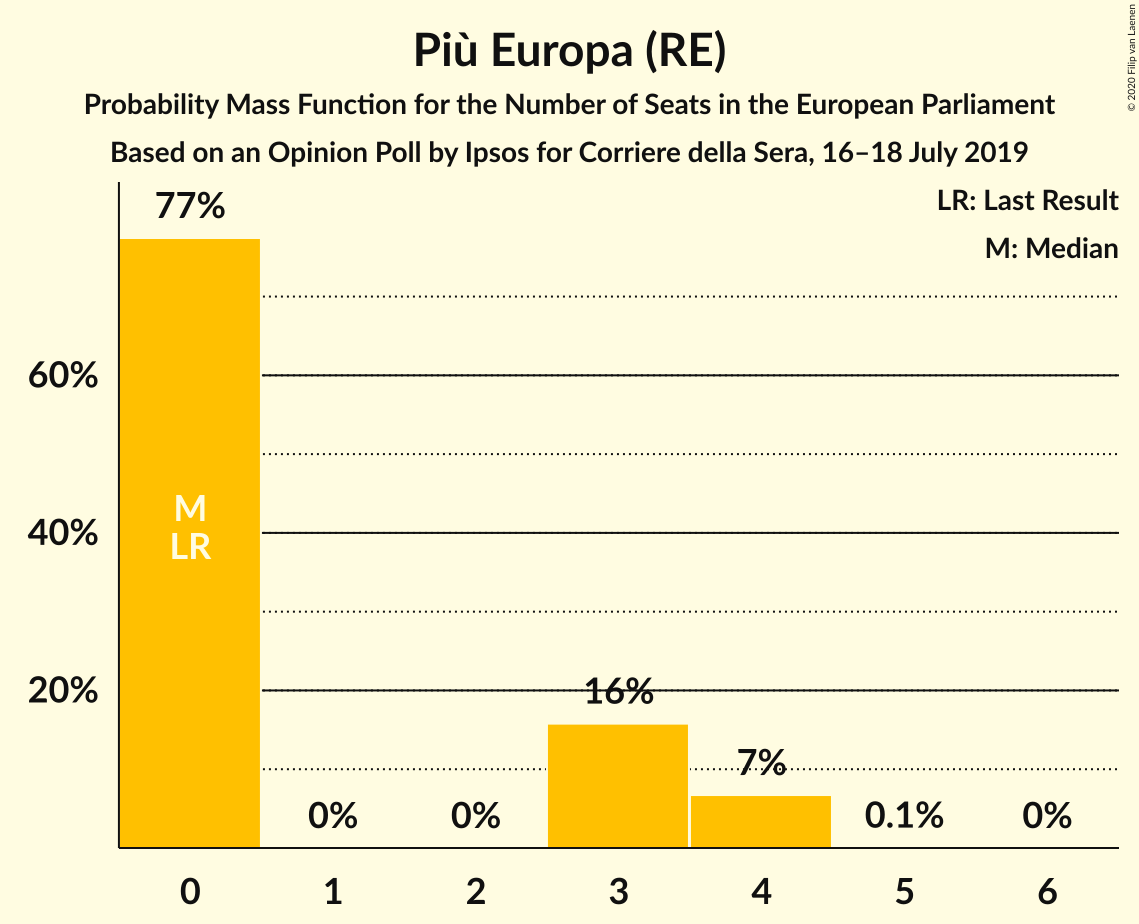 Più Europa (RE)
Probability Mass Function for the Number of Seats in the European Parliament
Based on an Opinion Poll by Ipsos for Corriere della Sera, 16–18 July 2019
© 2020 Filip van Laenen
LR: Last Result
M: Median
77%
60%
40%
20%
M
LR
0%
0%
16%
7%
0.1%
0%
0
1
2
3
4
5
6